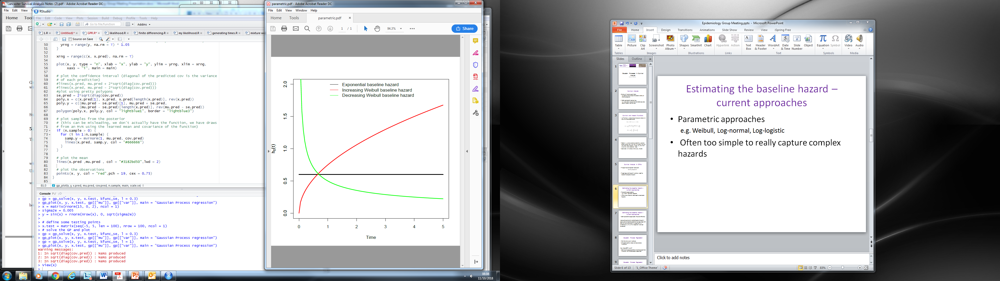 Lancaster Survival Analysis Notes (2).pdf - Adobe Acrobat Reader DC
File Edit View
Home
RStudio
File Edit Code View Plots Session Build Debug Profile Tools Help
Go to file/function
Addins
1.R Untitled1* GPR.R* likelihood.R finite differencing.R my likelihood.R generating times.R
Source on Save
50 yrng = range(y, na.rm = T) * 1.05
51 }
52
53 xrng = range(c(x, x.pred), na.rm = T)
54
55 plot(x, y, type = "n", xlab = "x", ylab = "y", ylim = yrng, xlim = xrng,
56 xaxs = "i", main = main)
57
58 # plot the confidence interval (diagonal of the predicted cov is the variance
59 # of each prediction)
60 #lines(x.pred, mu.pred + 2*sqrt(diag(cov.pred)))
61 #lines(x.pred, mu.pred - 2*sqrt(diag(cov.pred)))
62 #plot using pretty polygons
63 se.pred = 2*sqrt(diag(cov.pred))
64 poly.x = c(x.pred[1], x.pred, x.pred[length(x.pred)], rev(x.pred))
65 poly.y = c((mu.pred - se.pred)[1], mu.pred + se.pred,
66 (mu.pred - se.pred)[length(x.pred)], rev(mu.pred - se.pred))
67 polygon(poly.x, poly.y, col = "lightblue1", border = "lightblue3")
68
69 # plot samples from the posterior
70 # (this can be misleading, we don't actually have the function, we have draws
71 # from an MVN using the learned mean and covariance of the function)
72 if (n.sample > 0) {
73 for (i in 1:n.sample) {
74 samp.y = mvrnorm(1, mu.pred, cov.pred)
75 lines(x.pred, samp.y, col = "#666666")
76 }
77 }
78
79 # plot the mean
80 lines(x.pred ,mu.pred , col = "#3182bd50",lwd = 2)
81
82 # plot the observations
83 points(x, y, col = "red",pch = 19, cex = 0.75)
84 }
85
81:3 gp_plot(x, y, x.pred, mu.pred, cov.pred, n.sample, main, scale.se)
Console P:/
> gp = gp_solve(x, y, x.test, kfunc_se, l = 0.3)
> gp_plot(x, y, x.test, gp[["mu"]], gp[["var"]], main = "Gaussian Process regression")
> x = matrix(rnorm(15, 0, 2), ncol = 1)
> sigma2e = 0.005
> y = sin(x) + rnorm(nrow(x), 0, sqrt(sigma2e))
>
> # define some testing points
> x.test = matrix(seq(-5, 5, len = 100), nrow = 100, ncol = 1)
> # solve the GP and plot
> gp = gp_solve(x, y, x.test, kfunc_se, l = 0.3)
> gp_plot(x, y, x.test, gp[["mu"]], gp[["var"]], main = "Gaussian Process regression")
> gp = gp_solve(x, y, x.test, kfunc_se, l = 1)
> gp_plot(x, y, x.test, gp[["mu"]], gp[["var"]], main = "Gaussian Process regression")
Warning messages:
1: In sqrt(diag(cov.pred)) : NaNs produced
2: In sqrt(diag(cov.pred)) : NaNs produced
3: In sqrt(diag(cov.pred)) : NaNs produced
> View(x)
>
parametric.pdf - Adobe Acrobat Reader DC
File Edit View Window Help
Home Tools parametric.pdf
1 / 1 94.3% Share
Exponential baseline hazard
Increasing Weibull baseline hazard
Decreasing Weibull baseline hazard
2.0
1.5
1.0
0.5
0.0
h0(t)
0 1 2 3 4 5
Time
08:08
11/10/2018
Epidemiology Group Meeting.pptx - Microsoft PowerPoint
File Home Insert Design Transitions Animations Slide Show Review View iSpring Free
Table Picture Clip Art Screenshot Photo Album Shapes SmartArt Chart Hyperlink Action Text Box Header & Footer WordArt Date & Time Slide Number Object Equation Symbol Video Audio
Tables Images Illustrations Links Text Symbols Media
Slides Outline
1
2
3
4
5
6
7
8
9
Estimating the baseline hazard –
current approaches
• Parametric approaches
e.g. Weibull, Log-normal, Log-logistic
• Often too simple to really capture complex
hazards
Click to add notes
Slide 6 of 13 "1_Office Theme" 83%